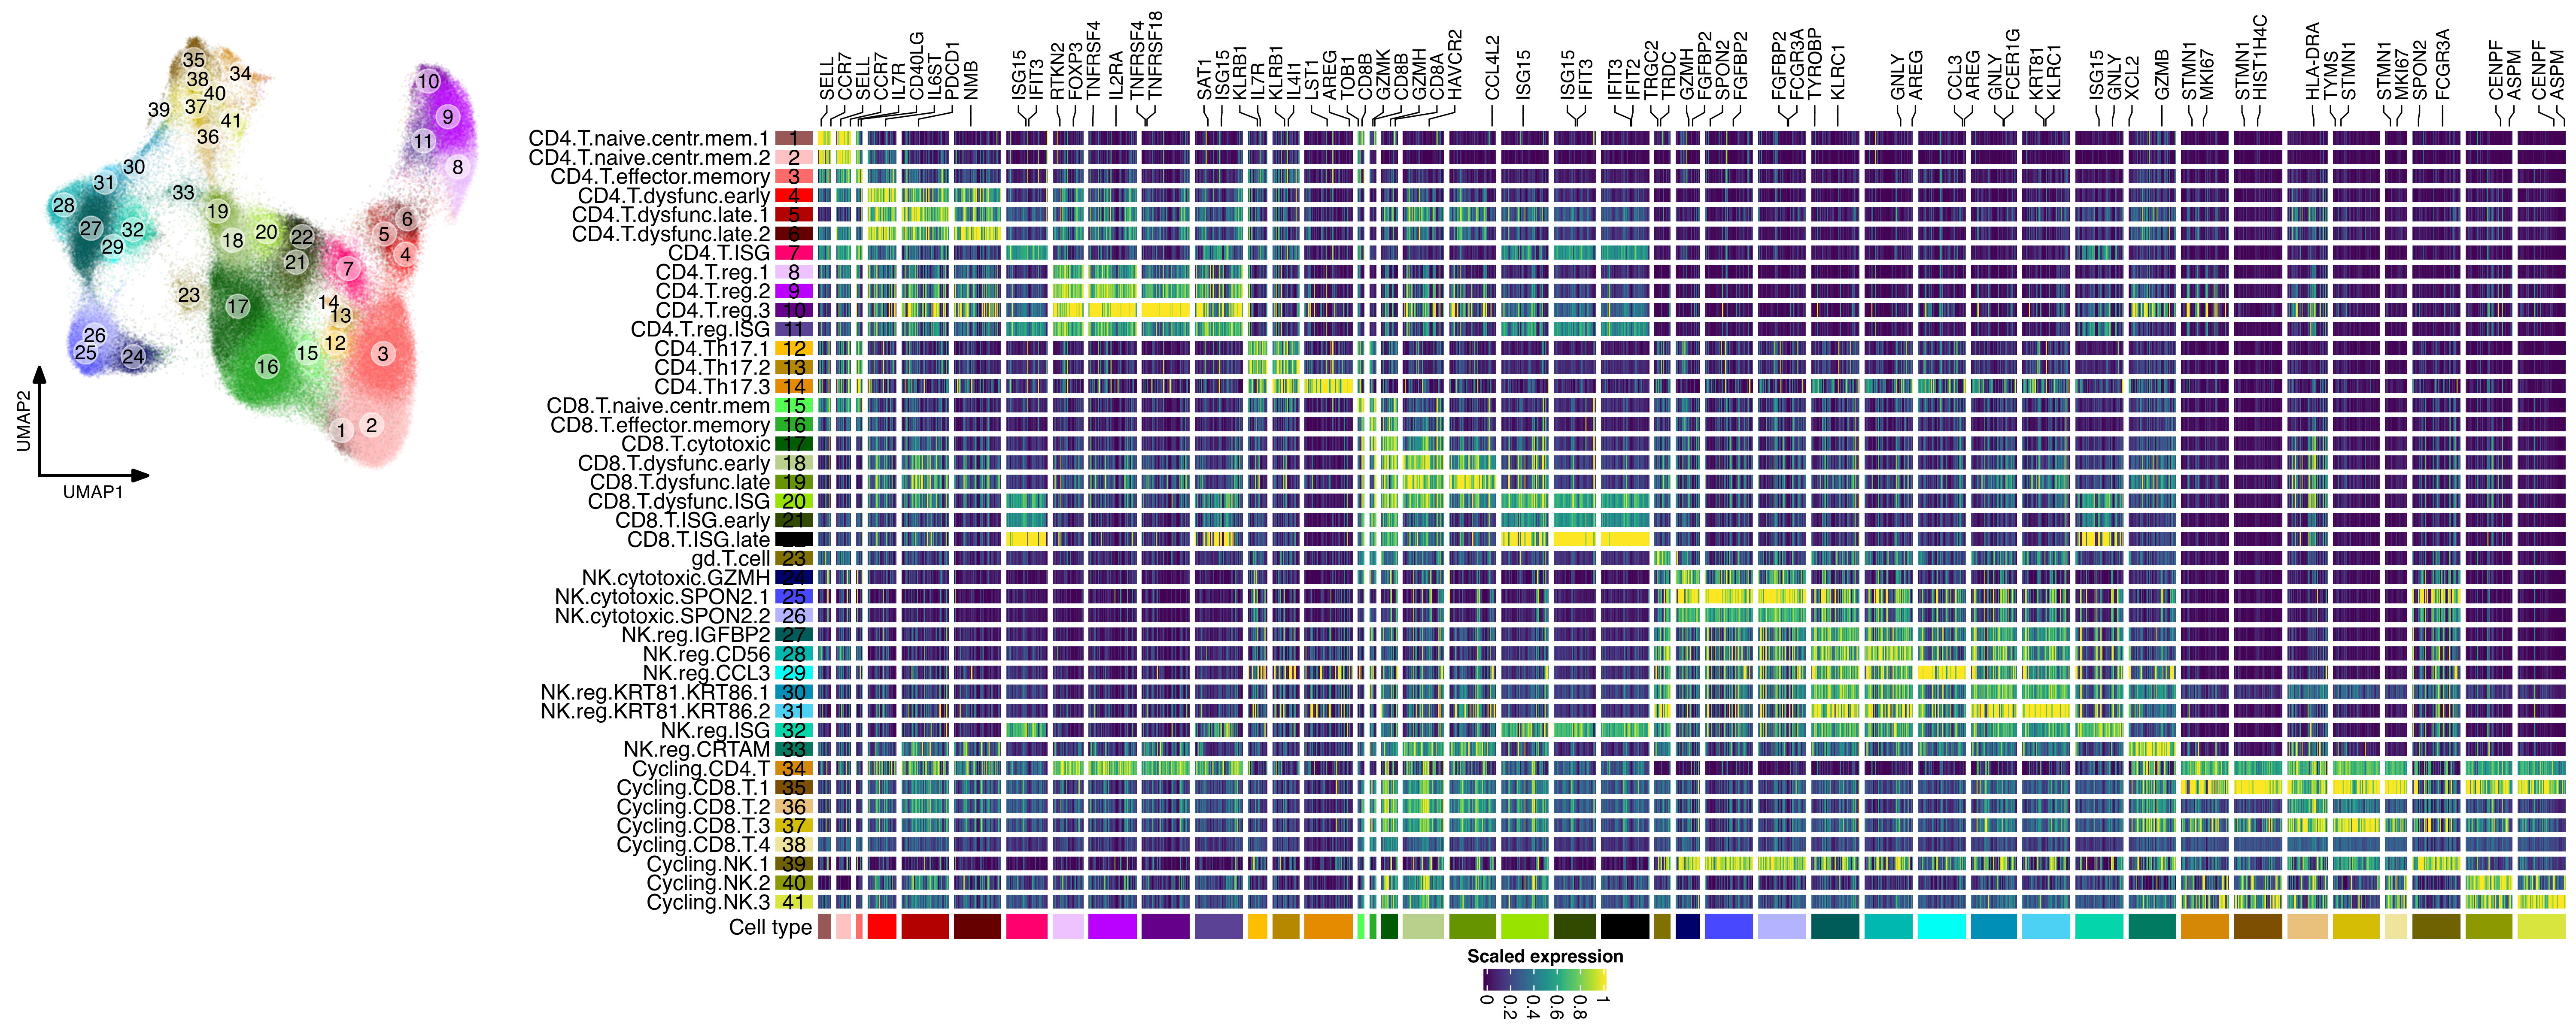 35
38
34
40
39
37
41
36
30
31
33
28
19
27
32
20
22
29
18
21
7
23
17
14
13
26
25
24
15
12
3
16
1
2
10
9
11
8
6
5
4
UMAP2
UMAP1
SELL
CCR7
SELL
CCR7
IL7R
CD40LG
IL6ST
PDCD1
NMB
ISG15
IFIT3
RTKN2
FOXP3
TNFRSF4
IL2RA
TNFRSF4
TNFRSF18
SAT1
ISG15
KLRB1
IL7R
KLRB1
IL4I1
LST1
AREG
TOB1
CD8B
GZMK
CD8B
GZMH
CD8A
HAVCR2
CCL4L2
ISG15
ISG15
IFIT3
IFIT3
IFIT2
TRGC2
TRDC
GZMH
FGFBP2
SPON2
FGFBP2
FGFBP2
FCGR3A
TYROBP
KLRC1
GNLY
AREG
CCL3
AREG
GNLY
FCER1G
KRT81
KLRC1
ISG15
GNLY
XCL2
GZMB
STMN1
MKI67
STMN1
HIST1H4C
HLA-DRA
TYMS
STMN1
STMN1
MKI67
SPON2
FCGR3A
CENPF
ASPM
CENPF
ASPM
CD4.T.naive.centr.mem.1 1
CD4.T.naive.centr.mem.2 2
CD4.T.effector.memory 3
CD4.T.dysfunc.early 4
CD4.T.dysfunc.late.1 5
CD4.T.dysfunc.late.2 6
CD4.T.ISG 7
CD4.T.reg.1 8
CD4.T.reg.2 9
CD4.T.reg.3 10
CD4.T.reg.ISG 11
CD4.Th17.1 12
CD4.Th17.2 13
CD4.Th17.3 14
CD8.T.naive.centr.mem 15
CD8.T.effector.memory 16
CD8.T.cytotoxic 17
CD8.T.dysfunc.early 18
CD8.T.dysfunc.late 19
CD8.T.dysfunc.ISG 20
CD8.T.ISG.early 21
CD8.T.ISG.late
gd.T.cell 23
NK.cytotoxic.GZMH 24
NK.cytotoxic.SPON2.1 25
NK.cytotoxic.SPON2.2 26
NK.reg.IGFBP2 27
NK.reg.CD56 28
NK.reg.CCL3 29
NK.reg.KRT81.KRT86.1 30
NK.reg.KRT81.KRT86.2 31
NK.reg.ISG 32
NK.reg.CRTAM 33
Cycling.CD4.T 34
Cycling.CD8.T.1 35
Cycling.CD8.T.2 36
Cycling.CD8.T.3 37
Cycling.CD8.T.4 38
Cycling.NK.1 39
Cycling.NK.2 40
Cycling.NK.3 41
Cell type
Scaled expression
0 0.2 0.4 0.6 0.8 1